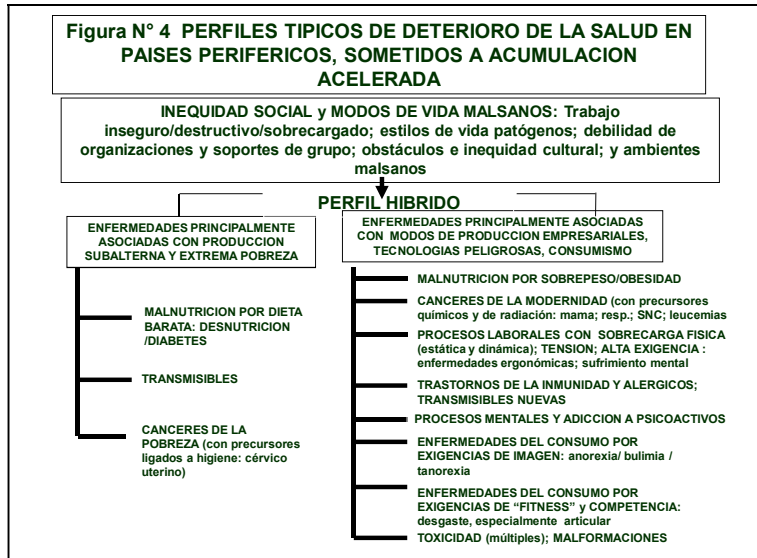 Figura N° 4 PERFILES TIPICOS DE DETERIORO DE LA SALUD EN
PAISES PERIFERICOS, SOMETIDOS A ACUMULACION
ACELERADA
INEQUIDAD SOCIAL y MODOS DE VIDA MALSANOS: Trabajo
inseguro/destructivo/sobrecargado; estilos de vida patógenos; debilidad de
organizaciones y soportes de grupo; obstáculos e inequidad cultural; y ambientes
malsanos
PERFIL HIBRIDO
ENFERMEDADES PRINCIPALMENTE
ASOCIADAS CON PRODUCCION
SUBALTERNA Y EXTREMA POBREZA
MALNUTRICION POR DIETA
BARATA: DESNUTRICION
/DIABETES
TRANSMISIBLES
CANCERES DE LA
POBREZA (con precursores
ligados a higiene: cérvico
uterino)
ENFERMEDADES PRINCIPALMENTE ASOCIADAS
CON MODOS DE PRODUCCION EMPRESARIALES,
TECNOLOGIAS PELIGROSAS, CONSUMISMO
MALNUTRICION POR SOBREPESO/OBESIDAD
CANCERES DE LA MODERNIDAD (con precursores
químicos y de radiación: mama; resp.; SNC; leucemias
PROCESOS LABORALES CON SOBRECARGA FISICA
(estática y dinámica); TENSION; ALTA EXIGENCIA :
enfermedades ergonómicas; sufrimiento mental
TRASTORNOS DE LA INMUNIDAD Y ALERGICOS;
TRANSMISIBLES NUEVAS
PROCESOS MENTALES Y ADICCION A PSICOACTIVOS
ENFERMEDADES DEL CONSUMO POR
EXIGENCIAS DE IMAGEN: anorexia/ bulimia /
tanorexia
ENFERMEDADES DEL CONSUMO POR
EXIGENCIAS DE “FITNESS” y COMPETENCIA:
desgaste, especialmente articular
TOXICIDAD (múltiples); MALFORMACIONES